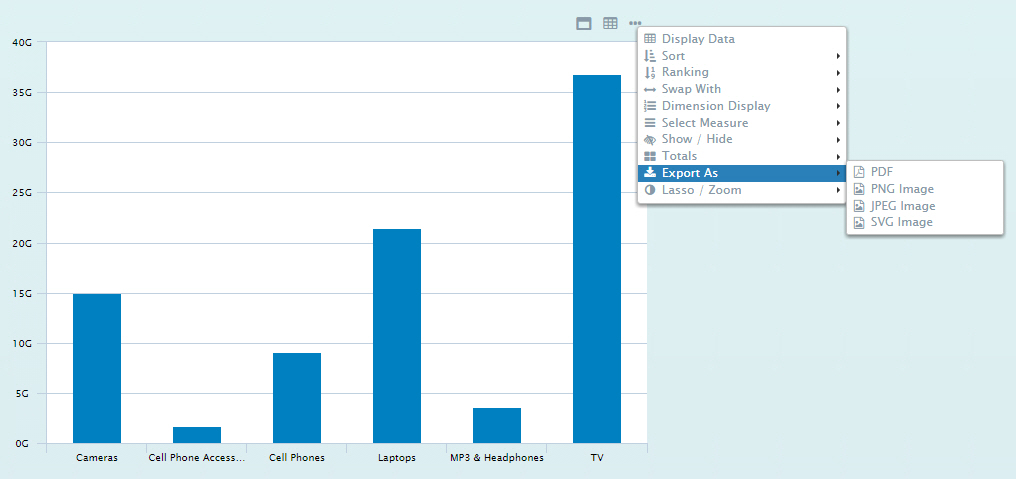 40G
35G
30G
25G
20G
15G
10G
5G
0G
Cameras
Cell Phone Access...
Cell Phones
Laptops
MP3 & Headphones
TV
Display Data
Sort
Ranking
Swap With
Dimension Display
Select Measure
Show / Hide
Totals
Export As
Lasso / Zoom
PDF
PNG Image
JPEG Image
SVG Image